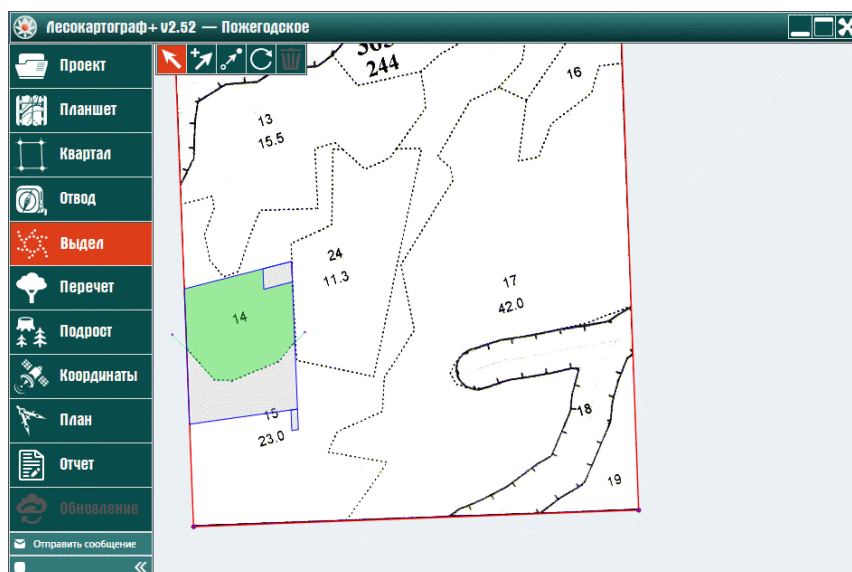 Лесокартограф+ v2.52 — Пожегодское
Проект
Планшет
Квартал
Отвод
Выдел
Перечет
Подрост
Координаты
План
Отчет
Обновление
Отправить сообщение
244
16
13
15.5
24
11.3
17
42.0
14
15
23.0
18
19